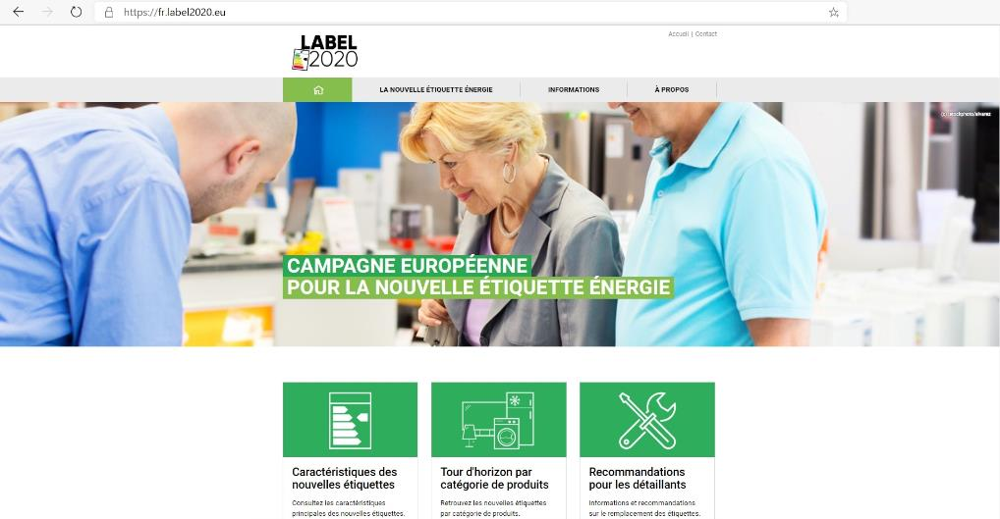 https://fr.label2020.eu
Accueil | Contact
LABEL
2020
LA NOUVELLE ÉTIQUETTE ÉNERGIE
INFORMATIONS
À PROPOS
CAMPAGNE EUROPÉENNE
POUR LA NOUVELLE ÉTIQUETTE ÉNERGIE
Caractéristiques des
nouvelles étiquettes
Consultez les caractéristiques
principales des nouvelles étiquettes.
Tour d'horizon par
catégorie de produits
Retrouvez les nouvelles étiquettes
par catégorie de produits.
Recommandations
pour les détaillants
Informations et recommandations
sur le remplacement des étiquettes.